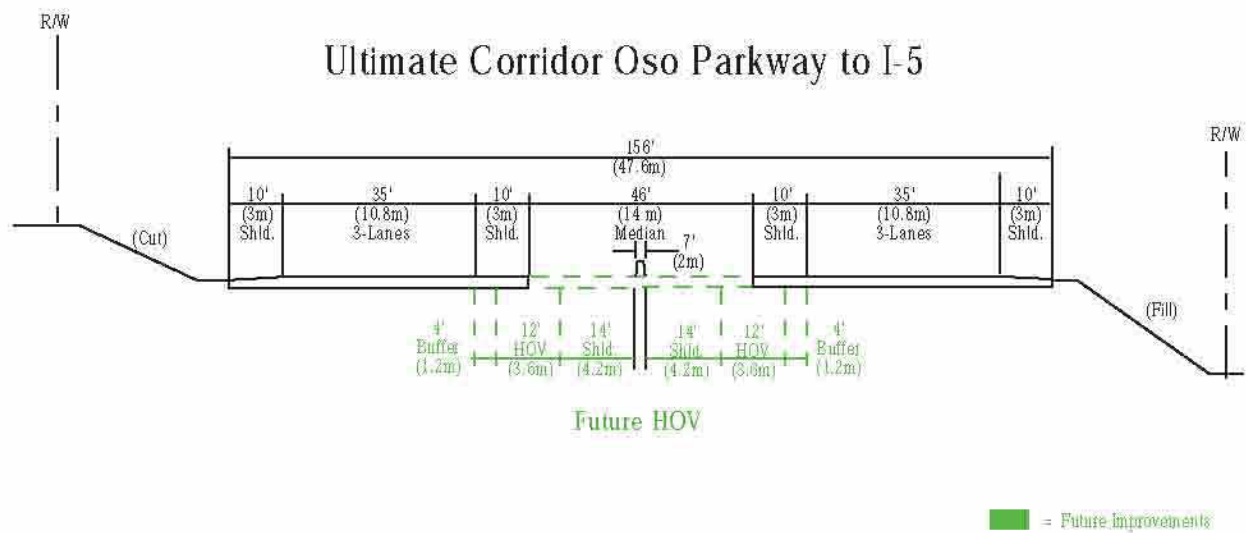 R/W
Ultimate Corridor Oso Parkway to I-5
R/W
156'
(47.6m)
10' 35' 10' 46' 10' 35' 10'
(3m) (10.8m) (3m) (14 m) (3m) (10.8m) (3m)
Shld. 3-Lanes Shld. Median Shld. 3-Lanes Shld.
(Cut)
7'
(2m)
(Fill)
4' 12' 14' 14' 12' 4'
Buffer HOV Shld. Shld. HOV Buffer
(1.2m) (3.6m) (4.2m) (4.2m) (3.6m) (1.2m)
Future HOV
= Future Improvements